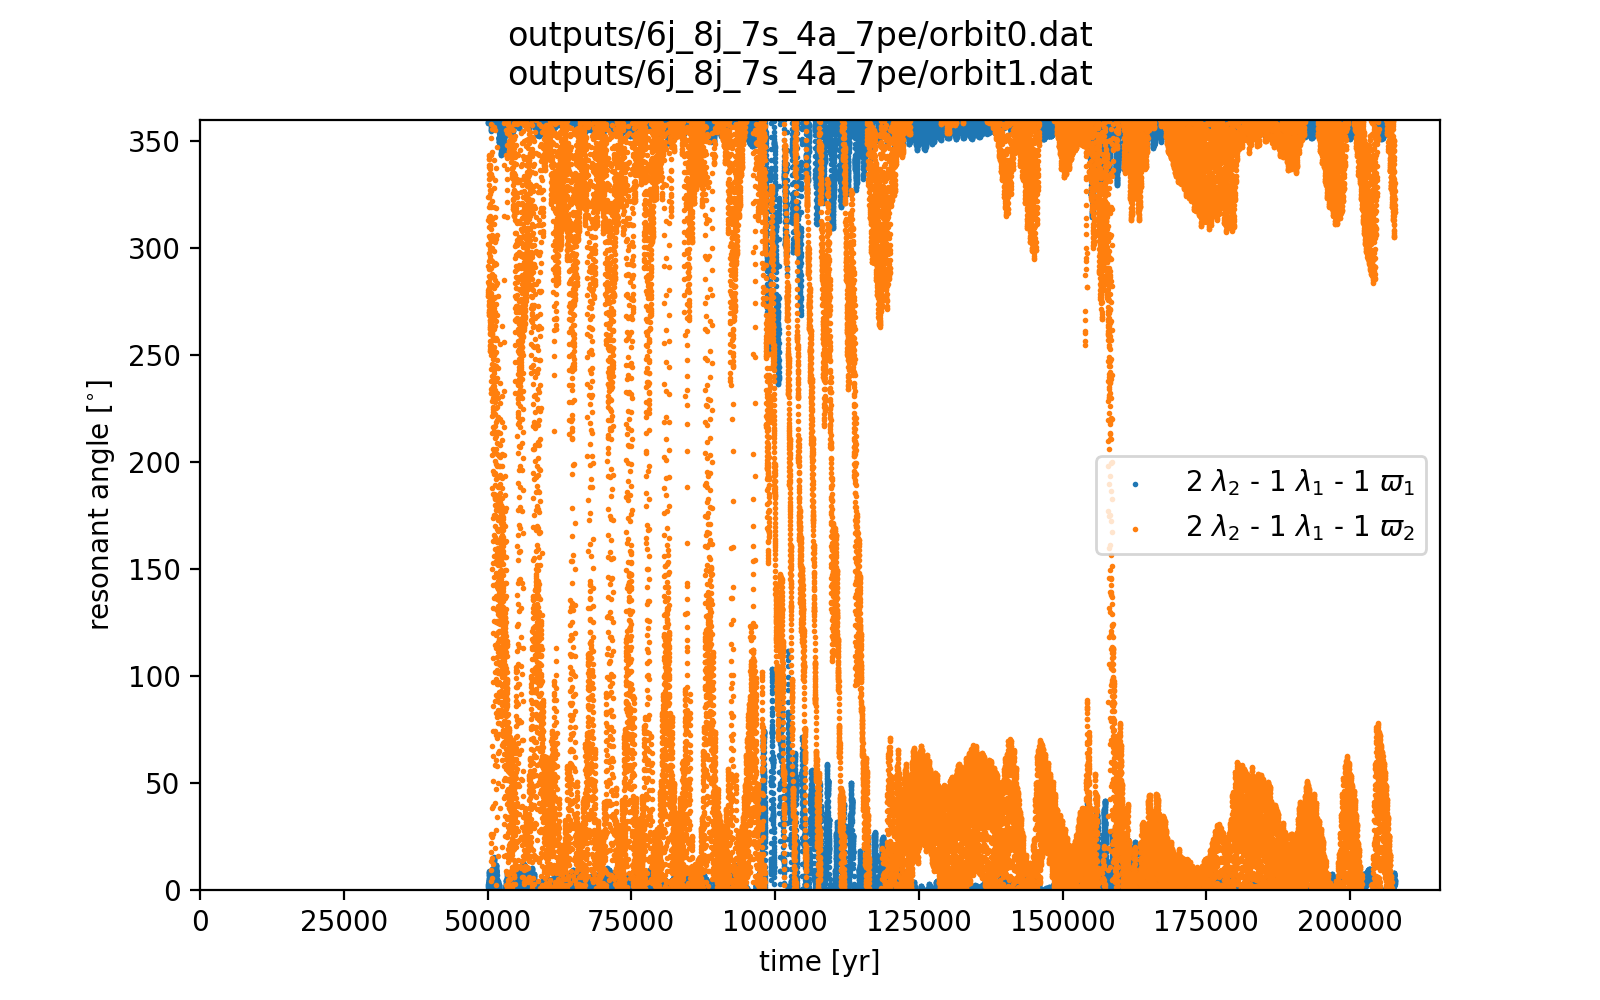 outputs/6j_8j_7s_4a_7pe/orbit0.dat
outputs/6j_8j_7s_4a_7pe/orbit1.dat
350
300
250
200
150
100
50
0
resonant angle [°]
2 λ₂ - 1 λ₁ - 1 ϖ₁
2 λ₂ - 1 λ₁ - 1 ϖ₂
0 25000 50000 75000 100000 125000 150000 175000 200000
time [yr]